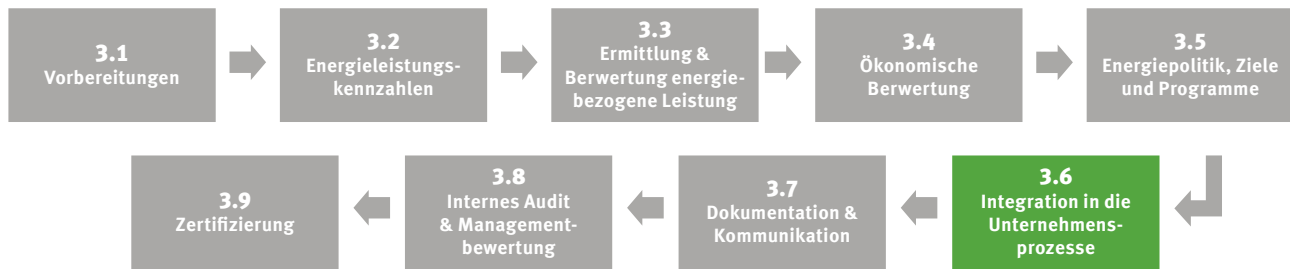 3.1
Vorbereitungen
3.2
Energieleistungs-
kennzahlen
3.3
Ermittlung &
Berwertung energie-
bezogene Leistung
3.4
Ökonomische
Berwertung
3.5
Energiepolitik, Ziele
und Programme
3.6
Integration in die
Unternehmens-
prozesse
3.7
Dokumentation &
Kommunikation
3.8
Internes Audit
& Management-
bewertung
3.9
Zertifizierung